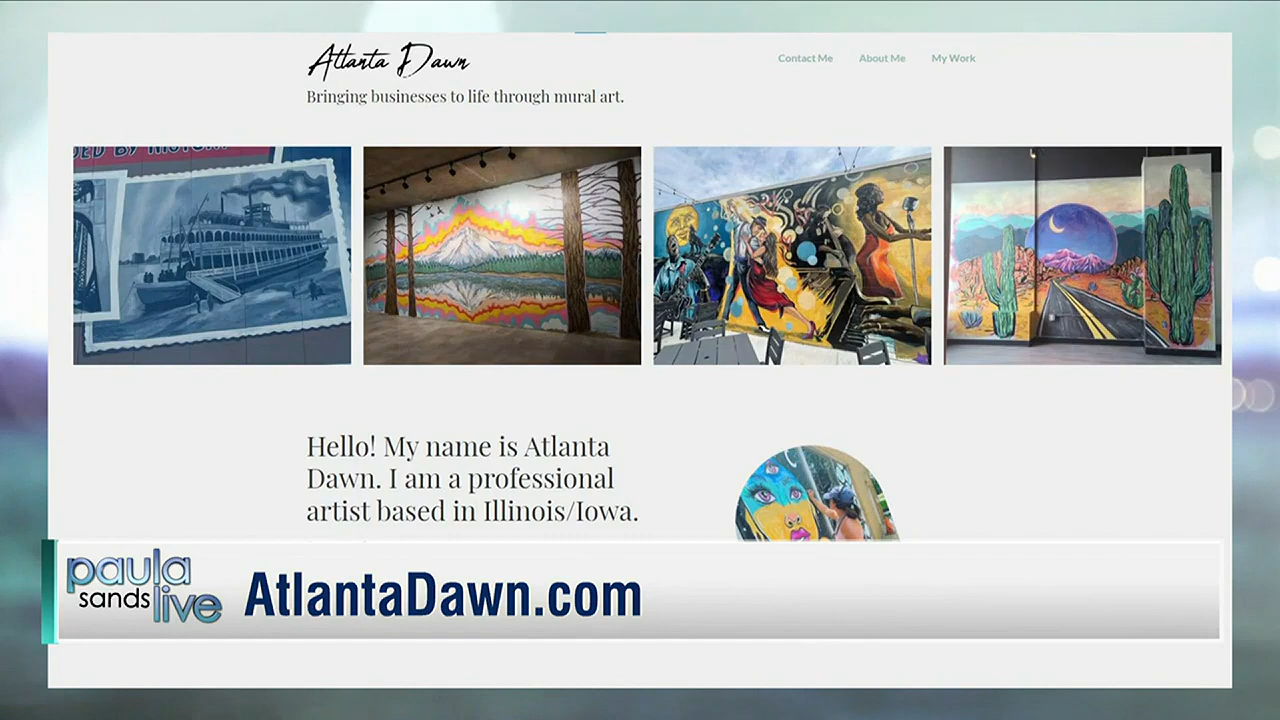 Atlanta Dawn
Contact Me About Me My Work
Bringing businesses to life through mural art.
BY
Hello! My name is Atlanta
Dawn. I am a professional
artist based in Illinois/Iowa.
paula
sands live
AtlantaDawn.com